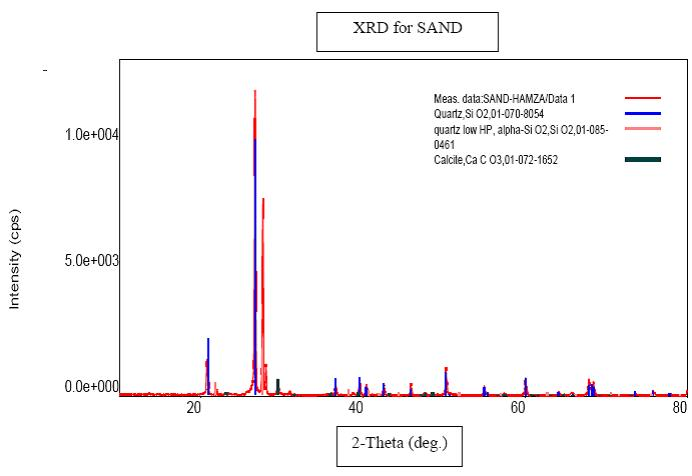 XRD for SAND
Meas. data:SAND-HAMZA/Data 1
Quartz,Si O2,01-070-8054
quartz low HP, alpha-Si O2,Si O2,01-085-
0461
Calcite,Ca C O3,01-072-1652
1.0e+004
5.0e+003
0.0e+000
Intensity (cps)
20
40
60
80
2-Theta (deg.)